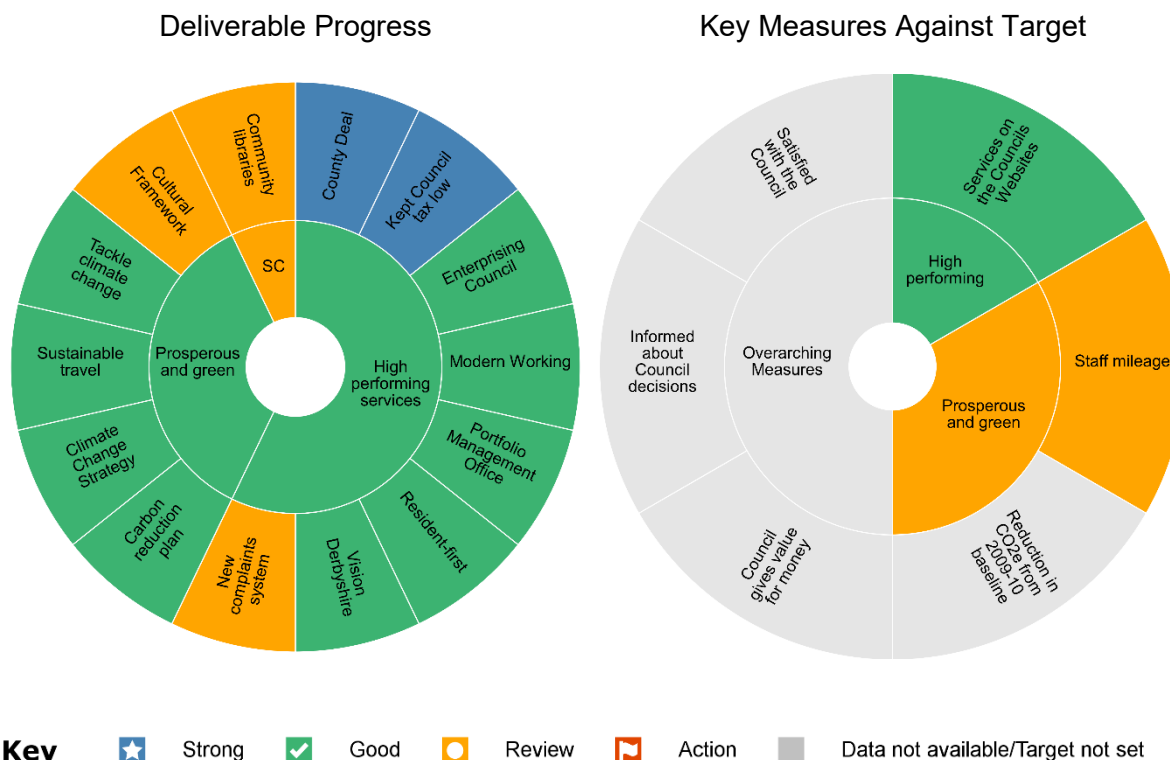 Deliverable Progress
Key Measures Against Target
Community
libraries
County Deal
Kept Council
tax low
Enterprising
Council
Modern Working
Portfolio
Management
Office
Resident-first
Vision
Derbyshire
New
complaints
system
Carbon
reduction
plan
Climate
Change
Strategy
Sustainable
travel
Tackle
climate
change
Cultural
Framework
SC
Prosperous
and green
High
performing
services
Satisfied
with the
Council
Services on
the Councils
Websites
High
performing
Informed
about
Council
decisions
Overarching
Measures
Staff mileage
Prosperous
and green
Council
gives value
for money
Reduction in
CO2e from
2009-10
baseline
Key
Strong
Good
Review
Action
Data not available/Target not set